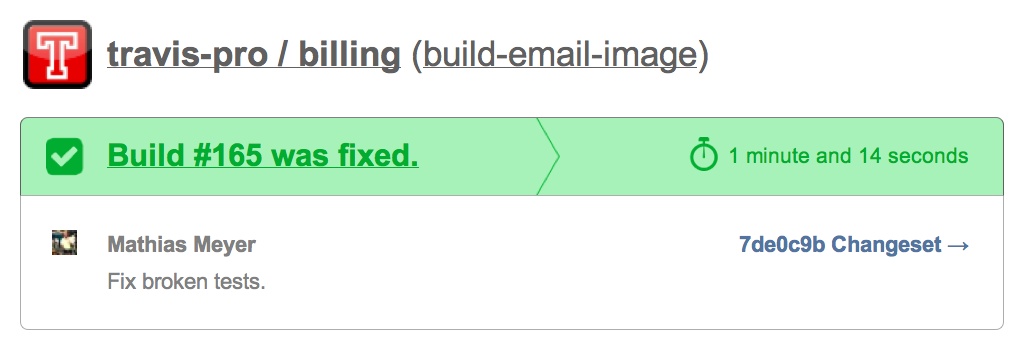 T
travis-pro / billing (build-email-image)
Build #165 was fixed.
1 minute and 14 seconds
Mathias Meyer
7de0c9b Changeset →
Fix broken tests.